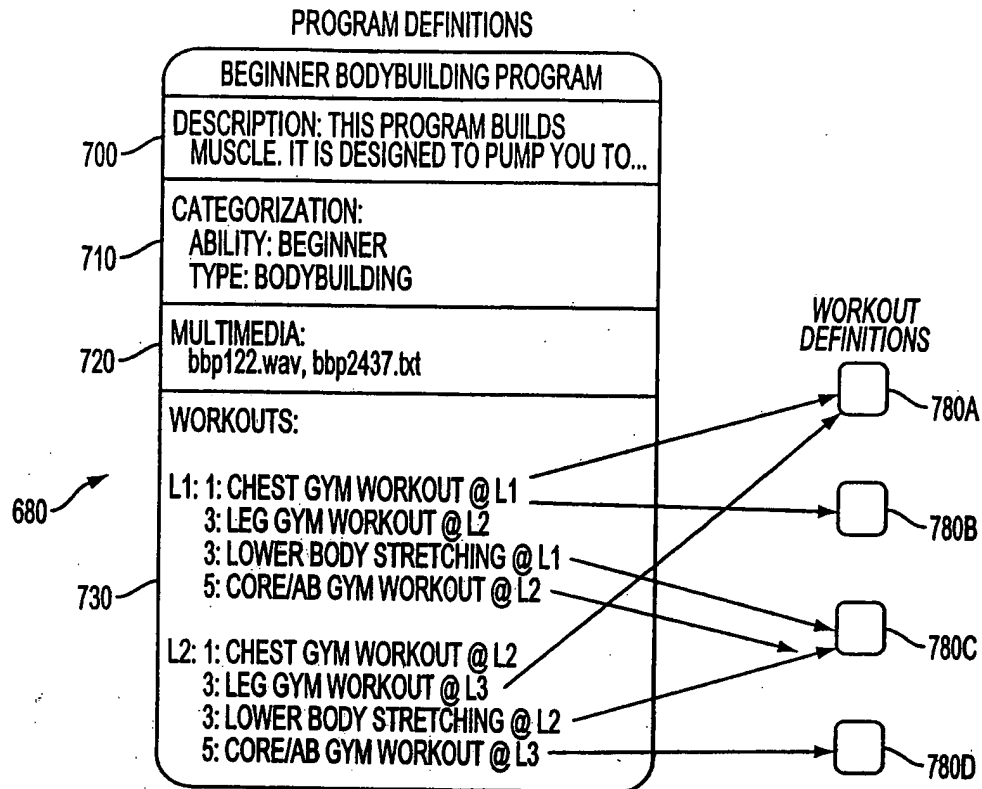 PROGRAM DEFINITIONS
BEGINNER BODYBUILDING PROGRAM
DESCRIPTION: THIS PROGRAM BUILDS
MUSCLE. IT IS DESIGNED TO PUMP YOU TO...
700
CATEGORIZATION:
ABILITY: BEGINNER
TYPE: BODYBUILDING
710
MULTIMEDIA:
bbp122.wav, bbp2437.txt
720
WORKOUTS:
L1: 1: CHEST GYM WORKOUT @ L1
3: LEG GYM WORKOUT @ L2
3: LOWER BODY STRETCHING @ L1
5: CORE/AB GYM WORKOUT @ L2
L2: 1: CHEST GYM WORKOUT @ L2
3: LEG GYM WORKOUT @ L3
3: LOWER BODY STRETCHING @ L2
5: CORE/AB GYM WORKOUT @ L3
680
730
WORKOUT
DEFINITIONS
780A
780B
780C
780D